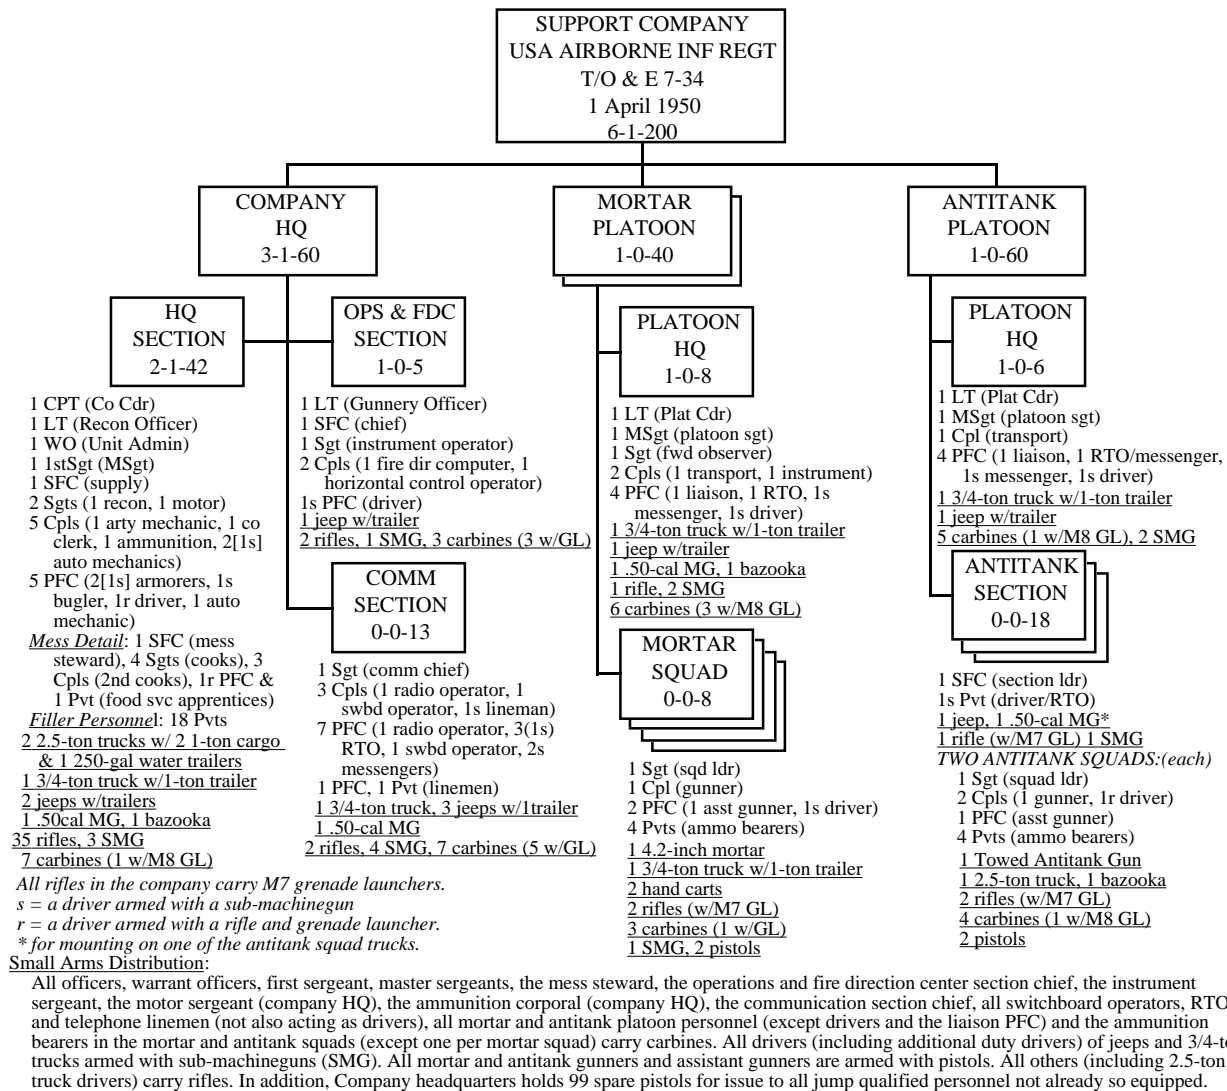 SUPPORT COMPANY
USA AIRBORNE INF REGT
T/O & E 7-34
1 April 1950
6-1-200
COMPANY
HQ
3-1-60
MORTAR
PLATOON
1-0-40
ANTITANK
PLATOON
1-0-60
HQ
SECTION
2-1-42
1 CPT (Co Cdr)
1 LT (Recon Officer)
1 WO (Unit Admin)
1 1stSgt (MSgt)
1 SFC (supply)
2 Sgts (1 recon, 1 motor)
5 Cpls (1 arty mechanic, 1 co
clerk, 1 ammunition, 2[1s]
auto mechanics)
5 PFC (2[1s] armorers, 1s
bugler, 1r driver, 1 auto
mechanic)
Mess Detail: 1 SFC (mess
steward), 4 Sgts (cooks), 3
Cpls (2nd cooks), 1r PFC &
1 Pvt (food svc apprentices)
Filler Personnel: 18 Pvts
2 2.5-ton trucks w/ 2 1-ton cargo
& 1 250-gal water trailers
1 3/4-ton truck w/1-ton trailer
2 jeeps w/trailers
1 .50cal MG, 1 bazooka
35 rifles, 3 SMG
7 carbines (1 w/M8 GL)
OPS & FDC
SECTION
1-0-5
1 LT (Gunnery Officer)
1 SFC (chief)
1 Sgt (instrument operator)
2 Cpls (1 fire dir computer, 1
horizontal control operator)
1s PFC (driver)
1 jeep w/trailer
2 rifles, 1 SMG, 3 carbines (3 w/GL)
COMM
SECTION
0-0-13
1 Sgt (comm chief)
3 Cpls (1 radio operator, 1
swbd operator, 1s lineman)
7 PFC (1 radio operator, 3(1s)
RTO, 1 swbd operator, 2s
messengers)
1 PFC, 1 Pvt (linemen)
1 3/4-ton truck, 3 jeeps w/1trailer
1 .50-cal MG
2 rifles, 4 SMG, 7 carbines (5 w/GL)
PLATOON
HQ
1-0-8
1 LT (Plat Cdr)
1 MSgt (platoon sgt)
1 Sgt (fwd observer)
2 Cpls (1 transport, 1 instrument)
4 PFC (1 liaison, 1 RTO, 1s
messenger, 1s driver)
1 3/4-ton truck w/1-ton trailer
1 jeep w/trailer
1 .50-cal MG, 1 bazooka
1 rifle, 2 SMG
6 carbines (3 w/M8 GL)
MORTAR
SQUAD
0-0-8
1 Sgt (sqd ldr)
1 Cpl (gunner)
2 PFC (1 asst gunner, 1s driver)
4 Pvts (ammo bearers)
1 4.2-inch mortar
1 3/4-ton truck w/1-ton trailer
2 hand carts
2 rifles (w/M7 GL)
3 carbines (1 w/GL)
1 SMG, 2 pistols
PLATOON
HQ
1-0-6
1 LT (Plat Cdr)
1 MSgt (platoon sgt)
1 Cpl (transport)
4 PFC (1 liaison, 1 RTO/messenger,
1s messenger, 1s driver)
1 3/4-ton truck w/1-ton trailer
1 jeep w/trailer
5 carbines (1 w/M8 GL), 2 SMG
ANTITANK
SECTION
0-0-18
1 SFC (section ldr)
1s Pvt (driver/RTO)
1 jeep, 1 .50-cal MG*
1 rifle (w/M7 GL) 1 SMG
TWO ANTITANK SQUADS:(each)
1 Sgt (squad ldr)
2 Cpls (1 gunner, 1r driver)
1 PFC (asst gunner)
4 Pvts (ammo bearers)
1 Towed Antitank Gun
1 2.5-ton truck, 1 bazooka
2 rifles (w/M7 GL)
4 carbines (1 w/M8 GL)
2 pistols
All rifles in the company carry M7 grenade launchers.
s = a driver armed with a sub-machinegun
r = a driver armed with a rifle and grenade launcher.
* for mounting on one of the antitank squad trucks.
Small Arms Distribution:
All officers, warrant officers, first sergeant, master sergeants, the mess steward, the operations and fire direction center section chief, the instrument
sergeant, the motor sergeant (company HQ), the ammunition corporal (company HQ), the communication section chief, all switchboard operators, RTO
and telephone linemen (not also acting as drivers), all mortar and antitank platoon personnel (except drivers and the liaison PFC) and the ammunition
bearers in the mortar and antitank squads (except one per mortar squad) carry carbines. All drivers (including additional duty drivers) of jeeps and 3/4-to
trucks armed with sub-machineguns (SMG). All mortar and antitank gunners and assistant gunners are armed with pistols. All others (including 2.5-ton
truck drivers) carry rifles. In addition, Company headquarters holds 99 spare pistols for issue to all jump qualified personnel not already so equipped.